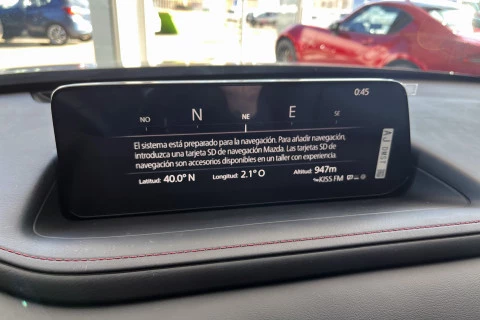 0:45
NO N NE E SE
El sistema está preparado para la navegación. Para añadir navegación,
introduzca una tarjeta SD de navegación Mazda. Las tarjetas SD de
navegación son accesorios disponibles en un taller con experiencia.
Latitud: 40.0° N Longitud: 2.1° O Altitud: 947m
KISS FM